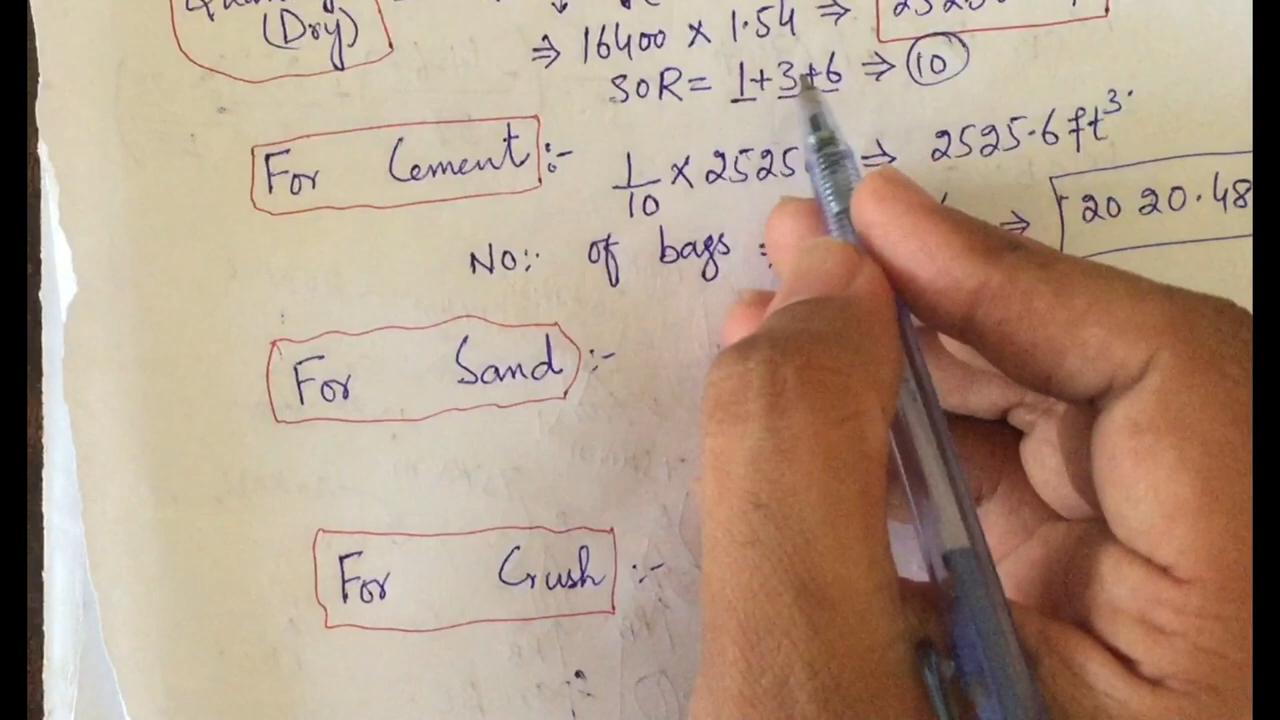 (Dry)
⇒ 16400 × 1.54 ⇒
SOR = 1+3+6 ⇒ 10
For Cement :-
1/10 × 2525 ⇒ 2525.6 ft³
No:. of bags = ⇒ 2020.48
For Sand :-
For Crush :-